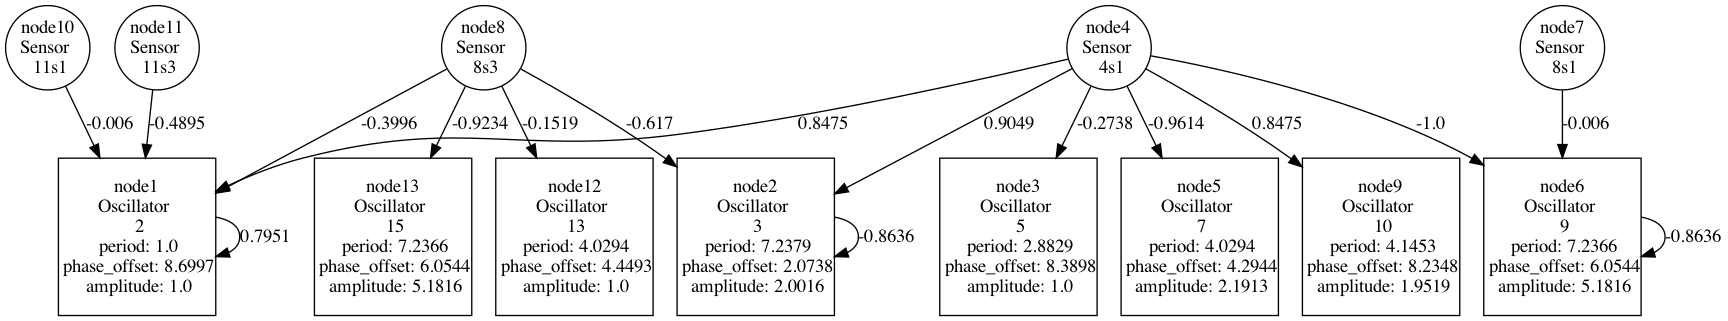 node10
Sensor
11s1
node11
Sensor
11s3
node8
Sensor
8s3
node4
Sensor
4s1
node7
Sensor
8s1
-0.006
-0.4895
-0.3996
-0.9234
-0.1519
-0.617
0.8475
0.9049
-0.2738
-0.9614
0.8475
-1.0
-0.006
node1
Oscillator
2
period: 1.0
phase_offset: 8.6997
amplitude: 1.0
0.7951
node13
Oscillator
15
period: 7.2366
phase_offset: 6.0544
amplitude: 5.1816
node12
Oscillator
13
period: 4.0294
phase_offset: 4.4493
amplitude: 1.0
node2
Oscillator
3
period: 7.2379
phase_offset: 2.0738
amplitude: 2.0016
-0.8636
node3
Oscillator
5
period: 2.8829
phase_offset: 8.3898
amplitude: 1.0
node5
Oscillator
7
period: 4.0294
phase_offset: 4.2944
amplitude: 2.1913
node9
Oscillator
10
period: 4.1453
phase_offset: 8.2348
amplitude: 1.9519
node6
Oscillator
9
period: 7.2366
phase_offset: 6.0544
amplitude: 5.1816
-0.8636